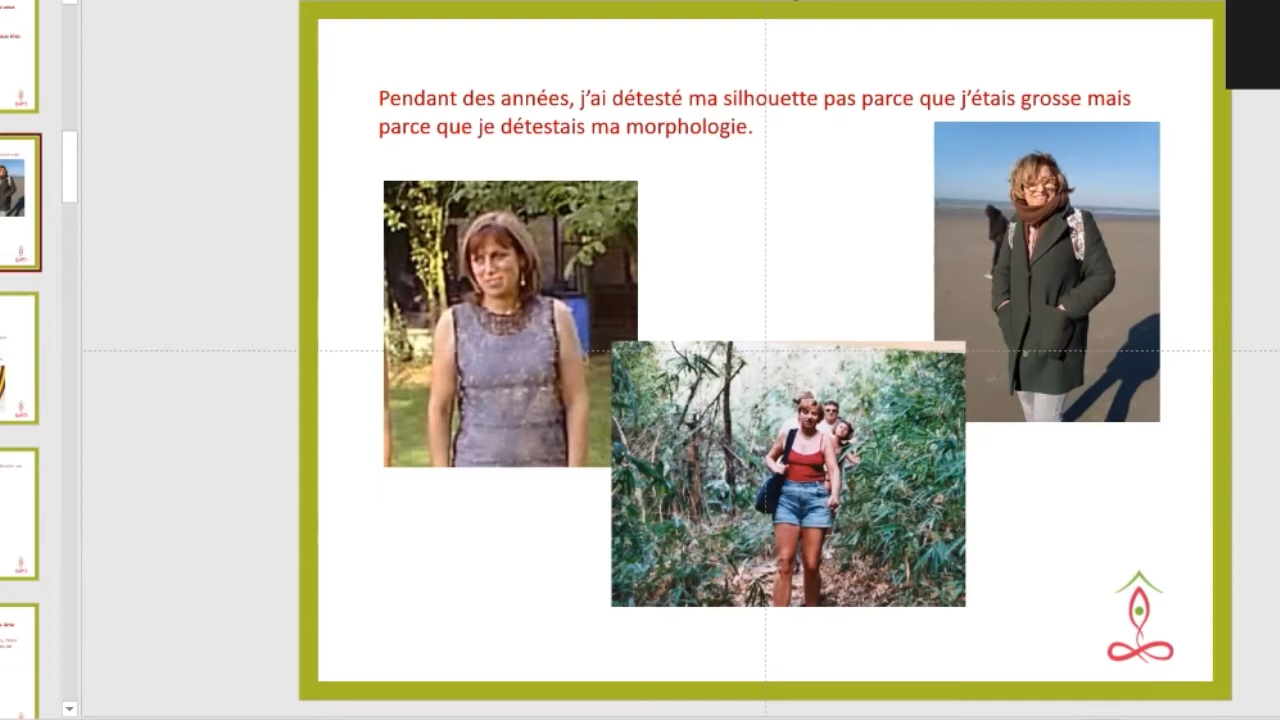 Pendant des années, j’ai détesté ma silhouette pas parce que j’étais grosse mais
parce que je détestais ma morphologie.